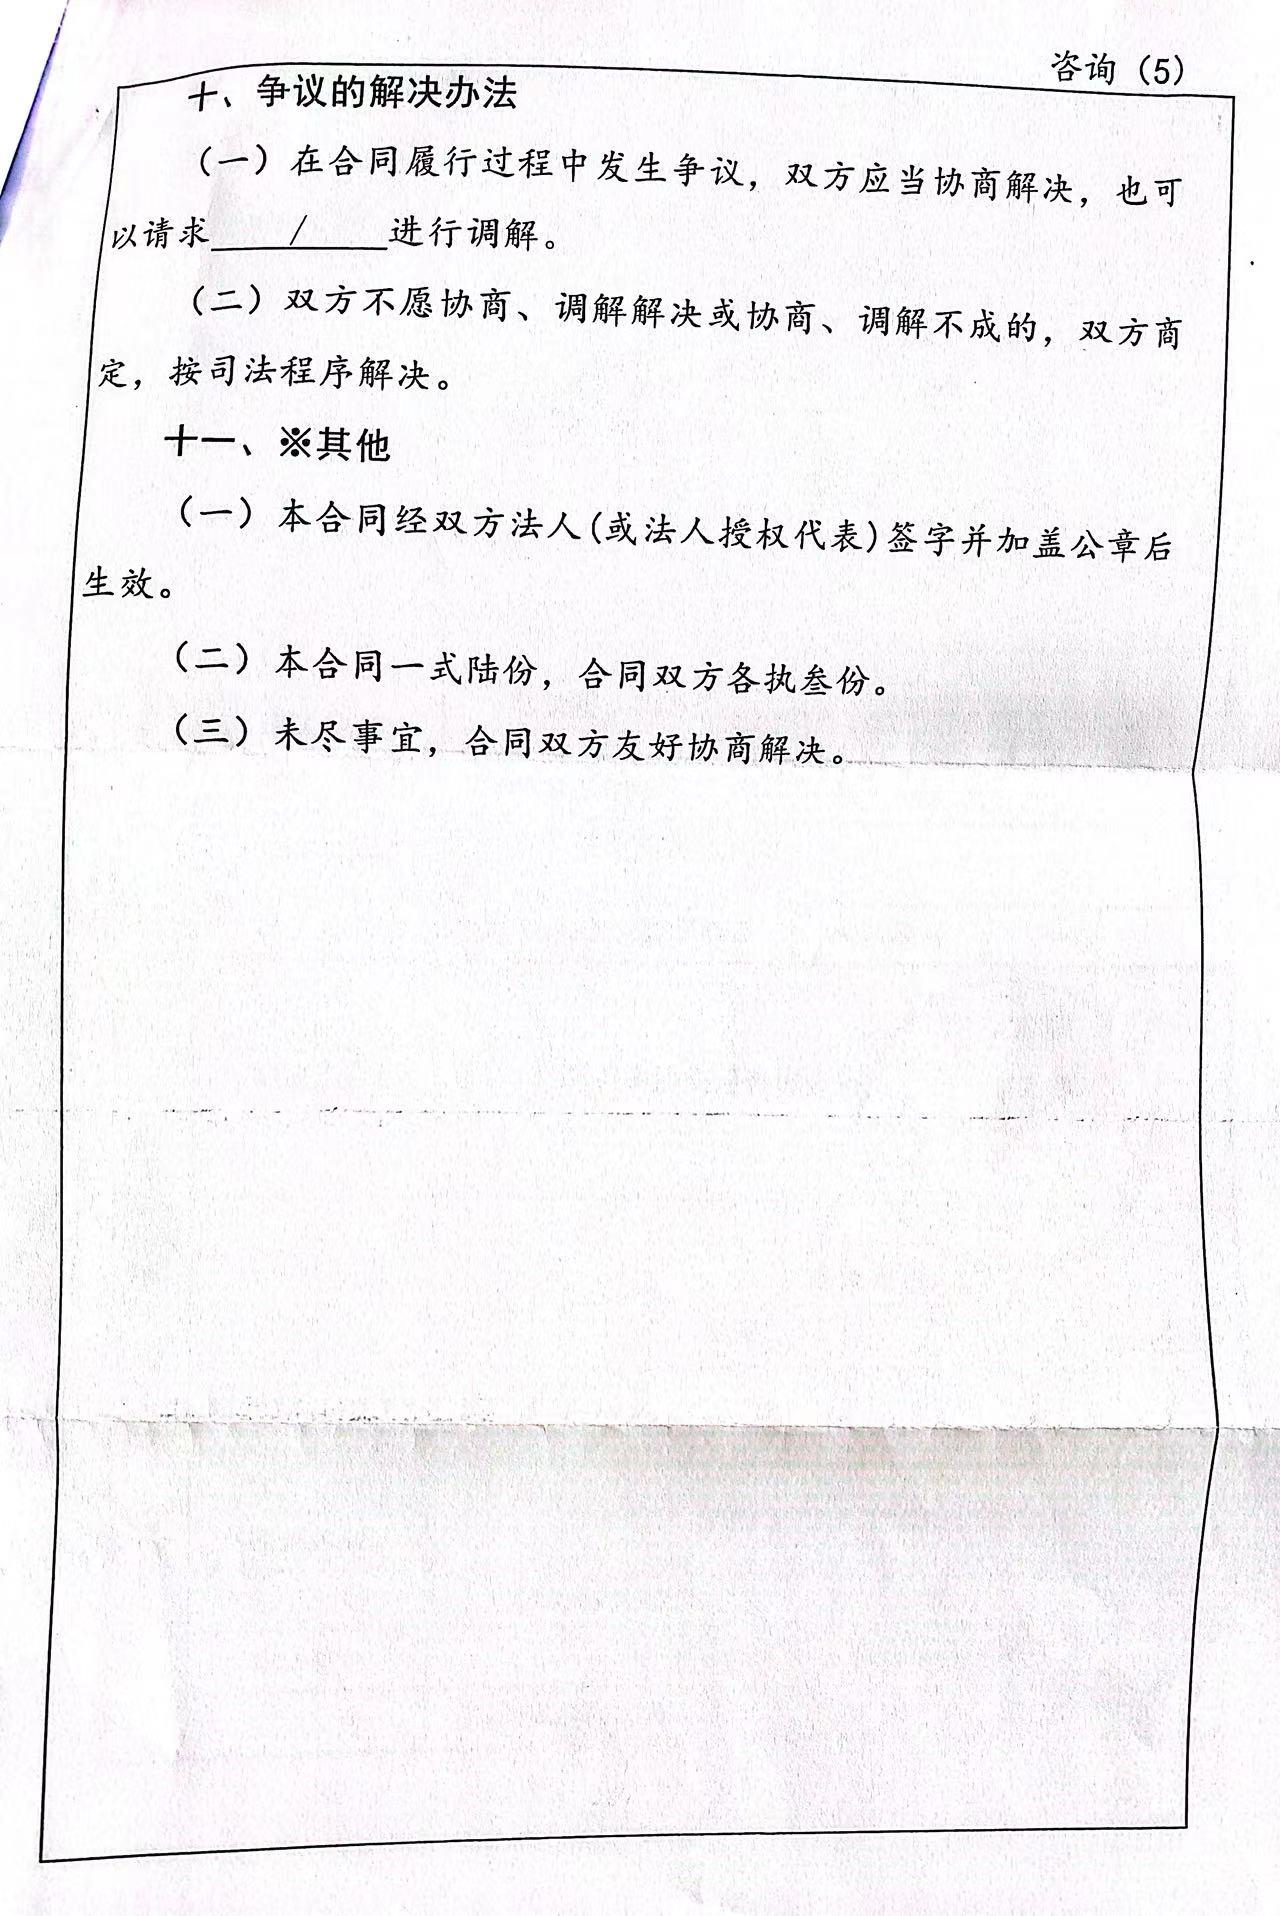 咨询（5）
十、争议的解决办法
（一）在合同履行过程中发生争议，双方应当协商解决，也可
以请求 / 进行调解。
（二）双方不愿协商、调解解决或协商、调解不成的，双方商
定，按司法程序解决。
十一、※其他
（一）本合同经双方法人(或法人授权代表)签字并加盖公章后
生效。
（二）本合同一式陆份，合同双方各执叁份。
（三）未尽事宜，合同双方友好协商解决。